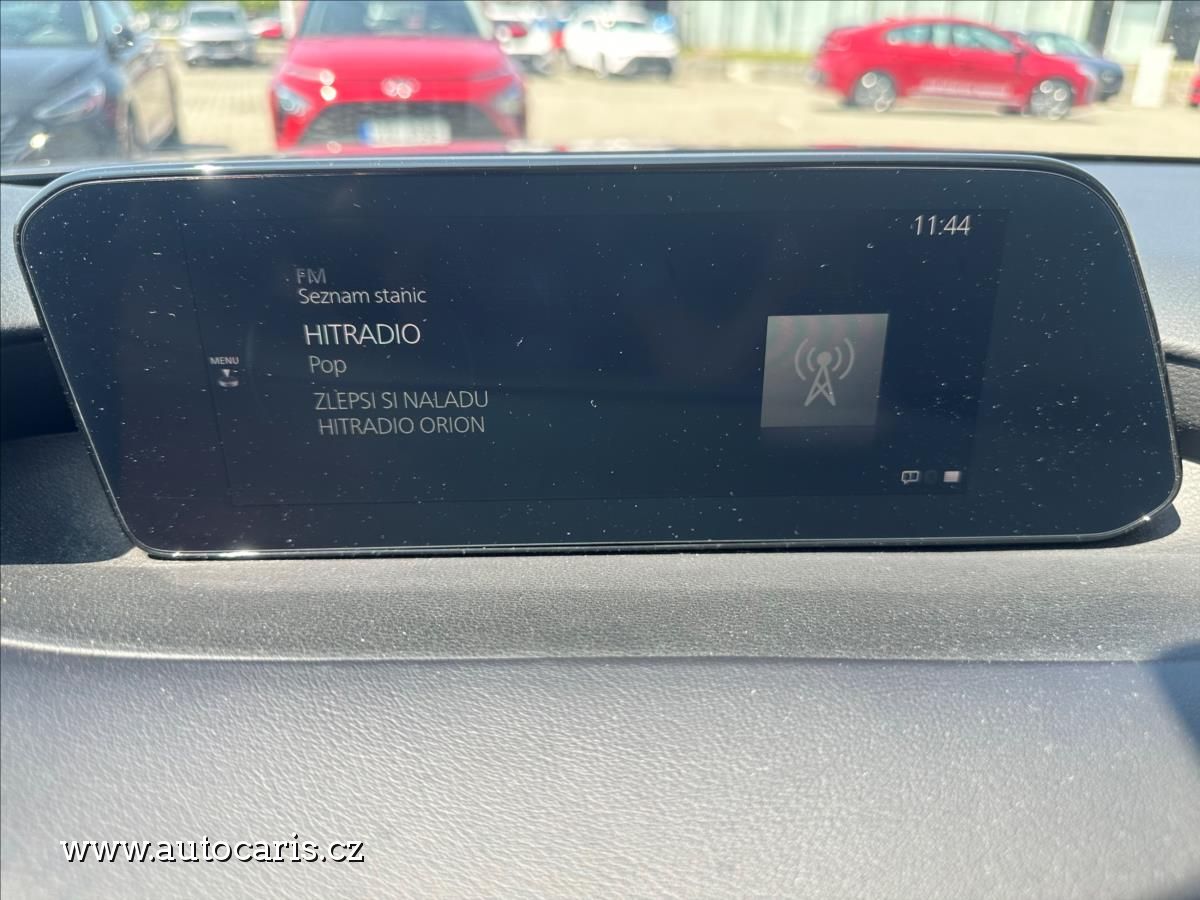 11:44
FM
Seznam stanic
HITRADIO
MENU
Pop
ZLEPSI SI NALADU
HITRADIO ORION
www.autocaris.cz